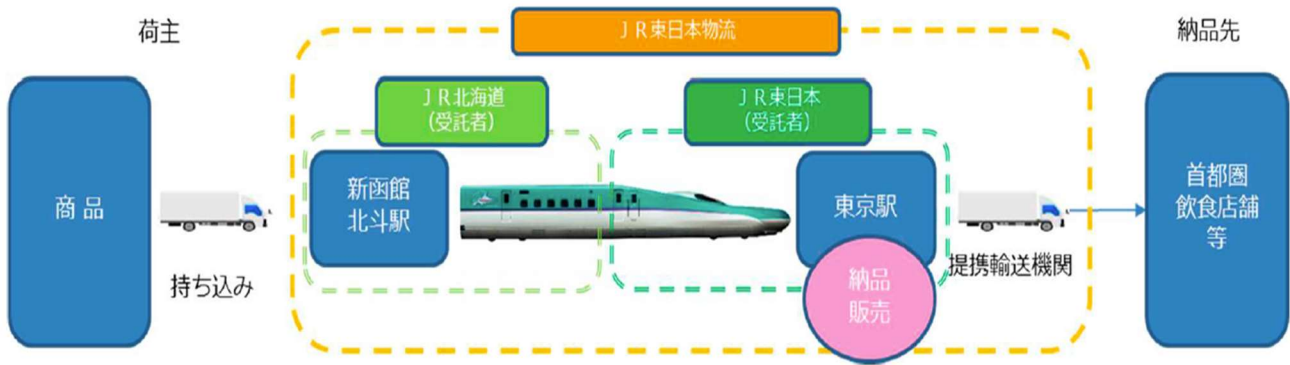 荷主
商品
持ち込み
ＪＲ東日本物流
ＪＲ北海道
(受託者)
新函館
北斗駅
ＪＲ東日本
(受託者)
東京駅
納品
販売
提携輸送機関
納品先
首都圏
飲食店舗
等